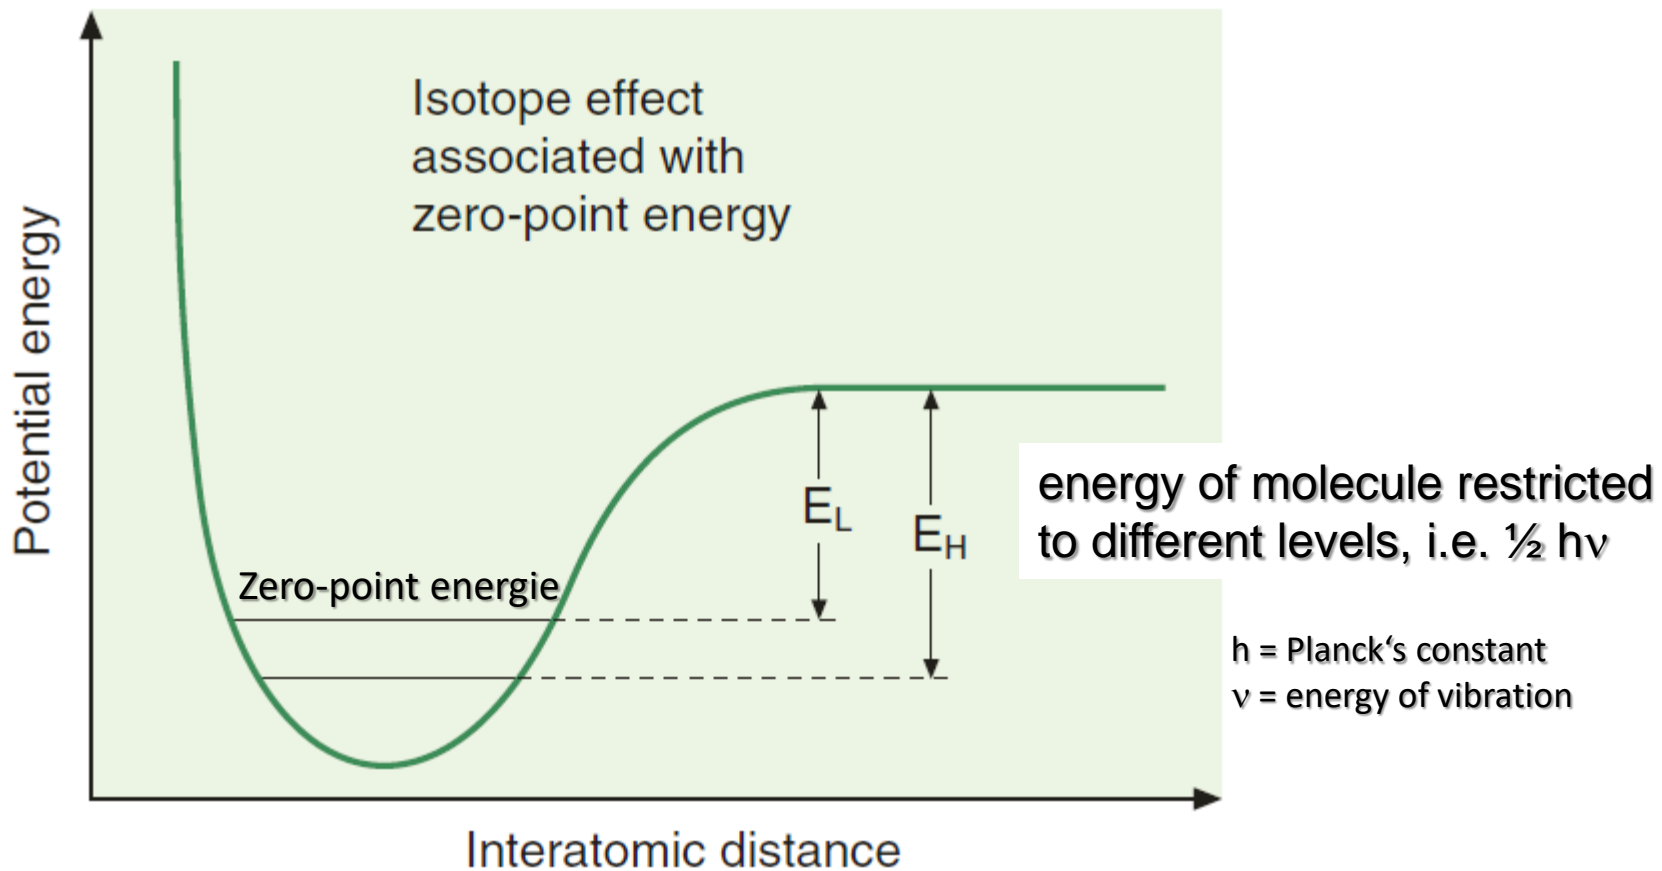 Isotope effect
associated with
zero-point energy
Potential energy
E_L
E_H
energy of molecule restricted
to different levels, i.e. ½ hν
Zero-point energie
h = Planck‘s constant
ν = energy of vibration
Interatomic distance